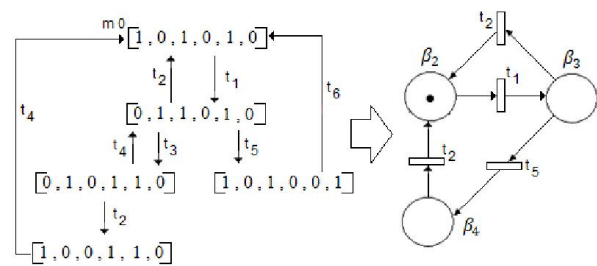 m0
[1,0,1,0,1,0]
t2
t1
t6
t4
[0,1,1,0,1,0]
t4
t3
t5
[0,1,0,1,1,0]
[1,0,1,0,0,1]
t2
[1,0,0,1,1,0]
t2
β2
β3
t1
t2
t5
β4